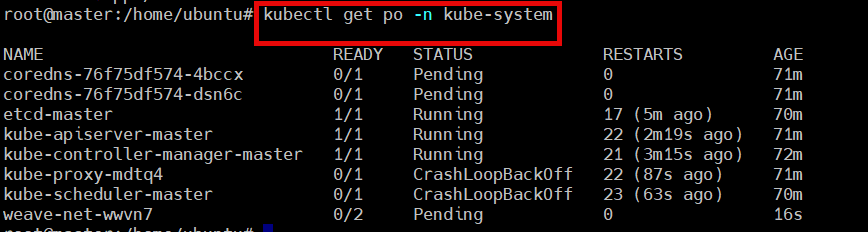 root@master:/home/ubuntu# kubectl get po -n kube-system
NAME READY STATUS RESTARTS AGE
coredns-76f75df574-4bccx 0/1 Pending 0 71m
coredns-76f75df574-dsn6c 0/1 Pending 0 71m
etcd-master 1/1 Running 17 (5m ago) 70m
kube-apiserver-master 1/1 Running 22 (2m19s ago) 71m
kube-controller-manager-master 1/1 Running 21 (3m15s ago) 72m
kube-proxy-mdtq4 0/1 CrashLoopBackOff 22 (87s ago) 71m
kube-scheduler-master 0/1 CrashLoopBackOff 23 (63s ago) 70m
weave-net-wwvn7 0/2 Pending 0 16s
root@master:/home/ubuntu#